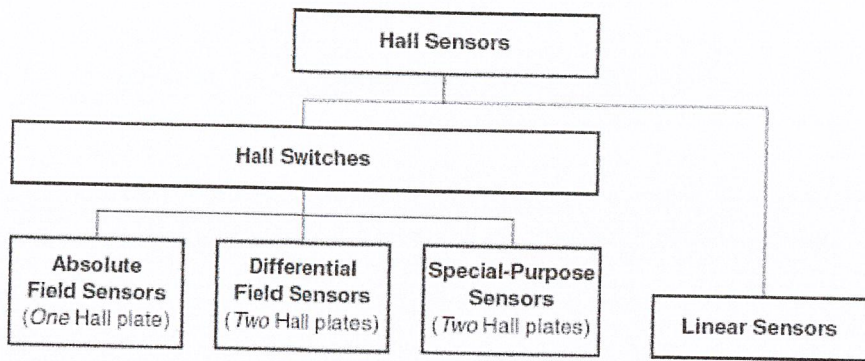 Hall Sensors
Hall Switches
Absolute
Field Sensors
(One Hall plate)
Differential
Field Sensors
(Two Hall plates)
Special-Purpose
Sensors
(Two Hall plates)
Linear Sensors